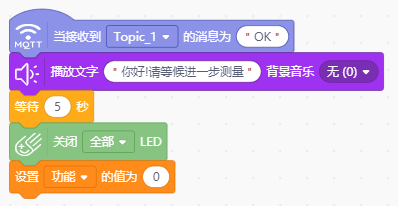 MQTT 当接收到 Topic_1 的消息为 "OK"
播放文字 "你好!请等候进一步测量" 背景音乐 无 (0)
等待 5 秒
关闭 全部 LED
设置 功能 的值为 0